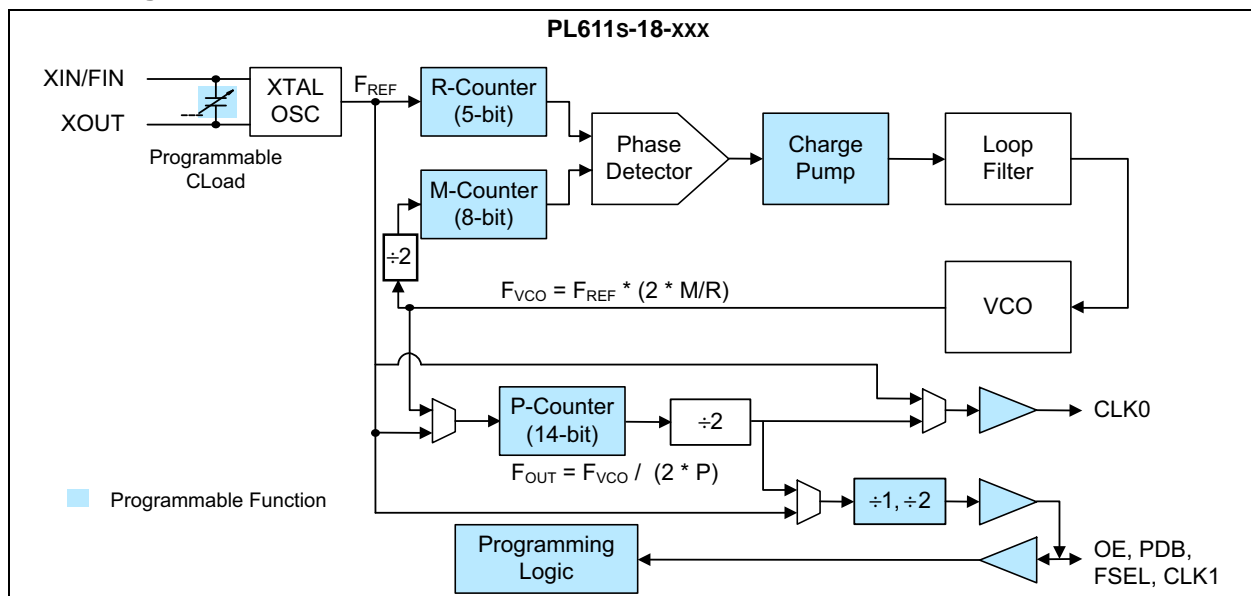 PL611s-18-xxx
XIN/FIN
XOUT
Programmable
CLoad
XTAL
OSC
FREF
R-Counter
(5-bit)
M-Counter
(8-bit)
÷2
Phase
Detector
Charge
Pump
Loop
Filter
FVCO = FREF * (2 * M/R)
VCO
P-Counter
(14-bit)
÷2
CLK0
FOUT = FVCO / (2 * P)
Programmable Function
÷1, ÷2
Programming
Logic
OE, PDB,
FSEL, CLK1